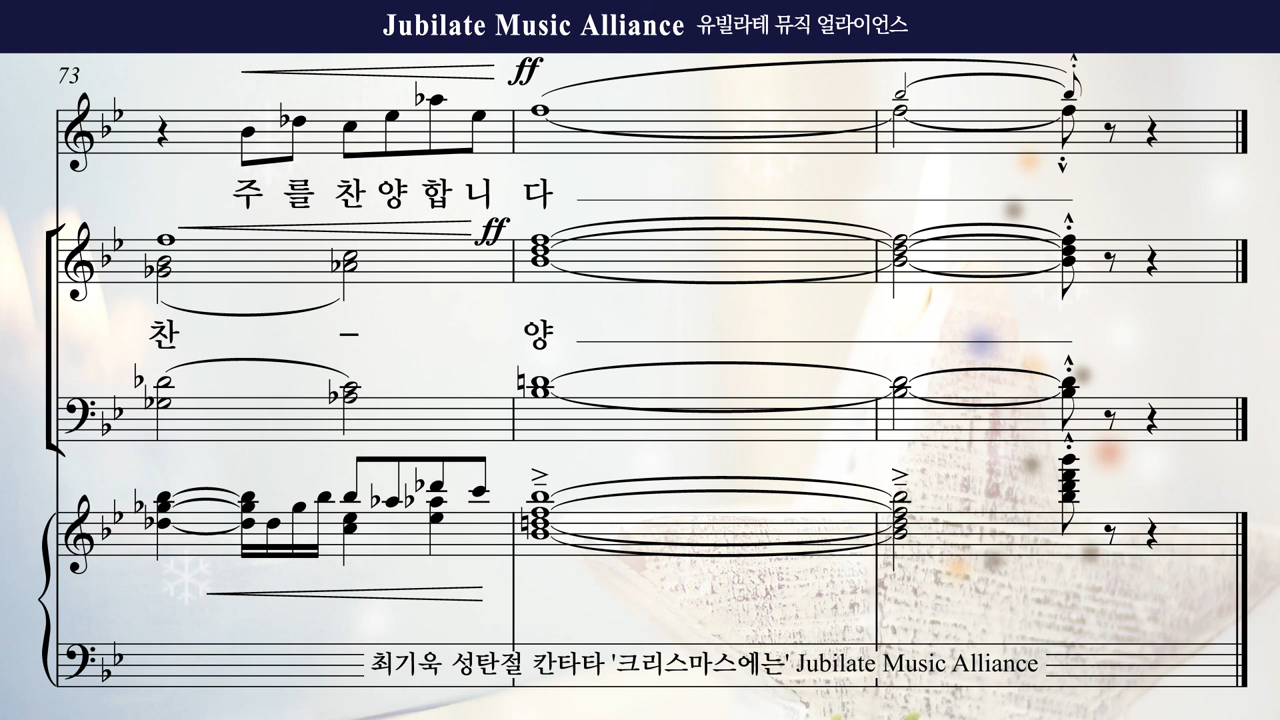 Jubilate Music Alliance 유빌라테 뮤직 얼라이언스
73
ff
주 를 찬 양 합 니 다
ff
찬 - 양
최기욱 성탄절 칸타타 '크리스마스에는' Jubilate Music Alliance